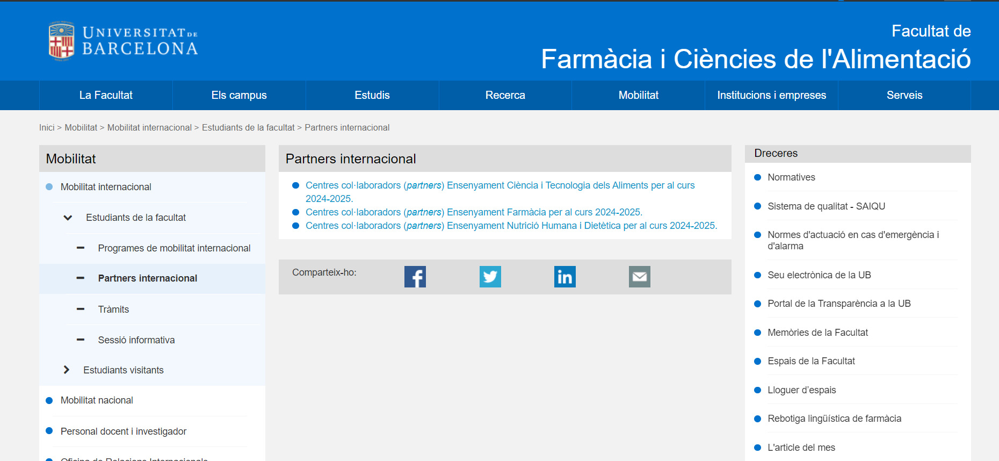 UNIVERSITAT DE
BARCELONA
Facultat de
Farmàcia i Ciències de l'Alimentació
La Facultat
Els campus
Estudis
Recerca
Mobilitat
Institucions i empreses
Serveis
Inici > Mobilitat > Mobilitat internacional > Estudiants de la facultat > Partners internacional
Mobilitat
Mobilitat internacional
Estudiants de la facultat
Programes de mobilitat internacional
Partners internacional
Tràmits
Sessió informativa
Estudiants visitants
Mobilitat nacional
Personal docent i investigador
Oficina de Relacions Internacionals
Partners internacional
Centres col·laboradors (partners) Ensenyament Ciència i Tecnologia dels Aliments per al curs
2024-2025.
Centres col·laboradors (partners) Ensenyament Farmàcia per al curs 2024-2025.
Centres col·laboradors (partners) Ensenyament Nutrició Humana i Dietètica per al curs 2024-2025.
Comparteix-ho:
Dreceres
Normatives
Sistema de qualitat - SAIQU
Normes d'actuació en cas d'emergència i
d'alarma
Seu electrònica de la UB
Portal de la Transparència a la UB
Memòries de la Facultat
Espais de la Facultat
Lloguer d’espais
Rebotiga lingüística de farmàcia
L'article del mes